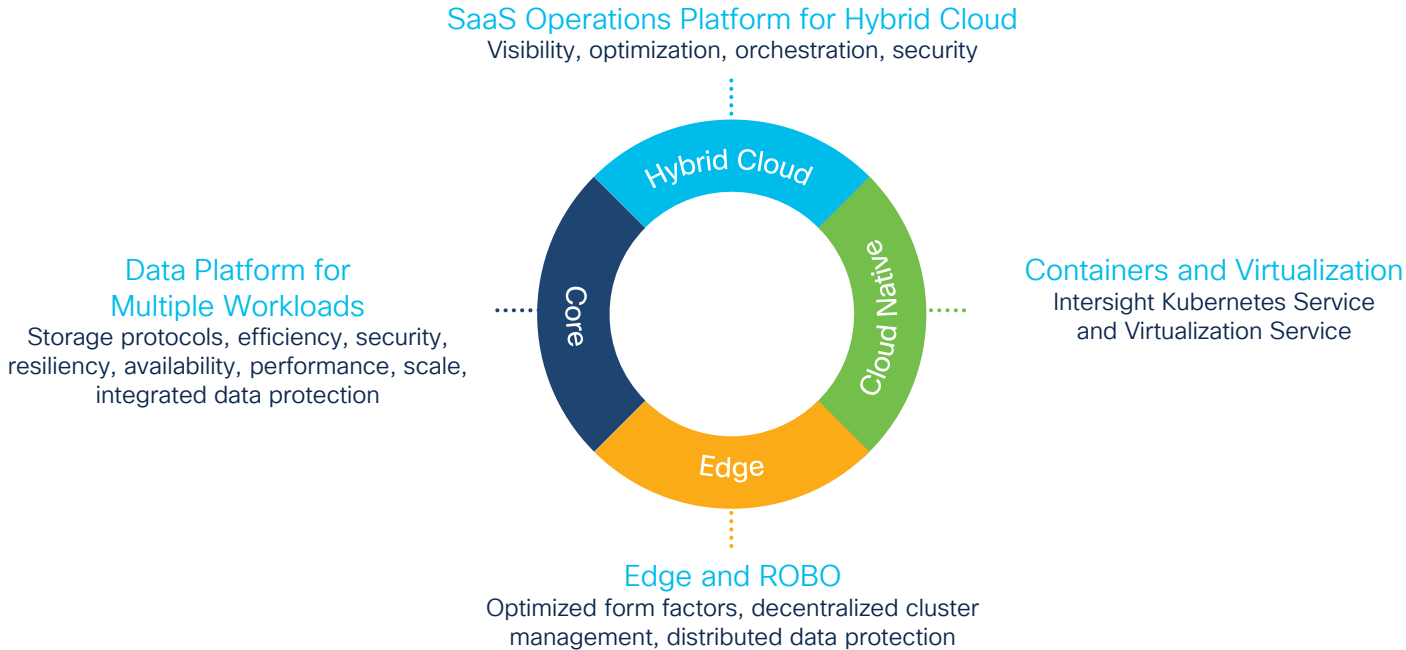 SaaS Operations Platform for Hybrid Cloud
Visibility, optimization, orchestration, security
Hybrid Cloud
Data Platform for
Multiple Workloads
Storage protocols, efficiency, security,
resiliency, availability, performance, scale,
integrated data protection
Core
Cloud Native
Containers and Virtualization
Intersight Kubernetes Service
and Virtualization Service
Edge
Edge and ROBO
Optimized form factors, decentralized cluster
management, distributed data protection